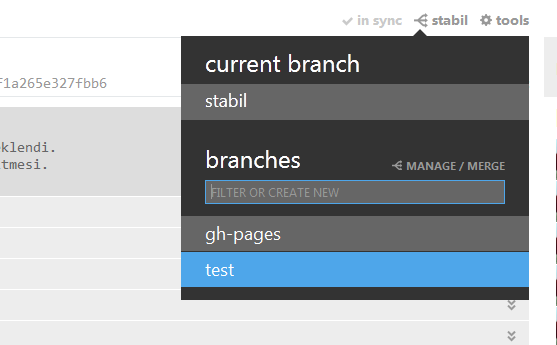 in sync stabil tools
current branch
f1a265e327fbb6
stabil
klendi.
tmesi.
branches
MANAGE / MERGE
FILTER OR CREATE NEW
gh-pages
test